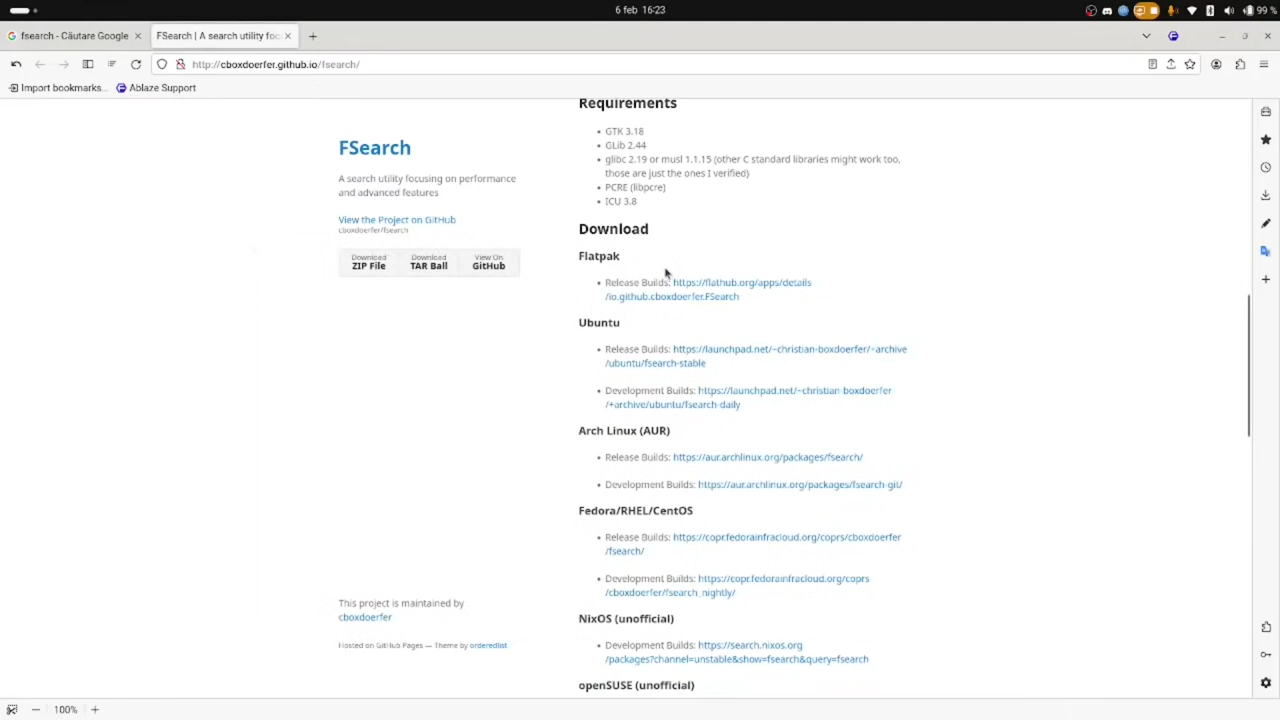 6 feb 16:23
99 %
fsearch - Căutare Google
FSearch | A search utility foc
http://cboxdoerfer.github.io/fsearch/
Import bookmarks...
Ablaze Support
FSearch
A search utility focusing on performance
and advanced features
View the Project on GitHub
cboxdoerfer/fsearch
Download
ZIP File
Download
TAR Ball
View On
GitHub
This project is maintained by
cboxdoerfer
Hosted on GitHub Pages — Theme by orderedlist
Requirements
• GTK 3.18
• GLib 2.44
• glibc 2.19 or musl 1.1.15 (other C standard libraries might work too,
those are just the ones I verified)
• PCRE (libpcre)
• ICU 3.8
Download
Flatpak
• Release Builds: https://flathub.org/apps/details
/io.github.cboxdoerfer.FSearch
Ubuntu
• Release Builds: https://launchpad.net/~christian-boxdoerfer/+archive
/ubuntu/fsearch-stable
• Development Builds: https://launchpad.net/~christian-boxdoerfer
/+archive/ubuntu/fsearch-daily
Arch Linux (AUR)
• Release Builds: https://aur.archlinux.org/packages/fsearch/
• Development Builds: https://aur.archlinux.org/packages/fsearch-git/
Fedora/RHEL/CentOS
• Release Builds: https://copr.fedorainfracloud.org/coprs/cboxdoerfer
/fsearch/
• Development Builds: https://copr.fedorainfracloud.org/coprs
/cboxdoerfer/fsearch_nightly/
NixOS (unofficial)
• Development Builds: https://search.nixos.org
/packages?channel=unstable&show=fsearch&query=fsearch
openSUSE (unofficial)
100%